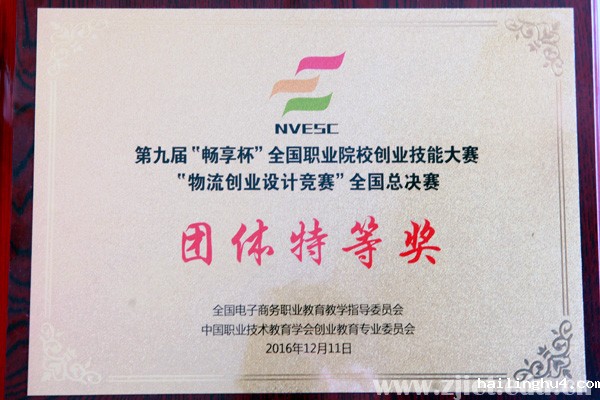 NVESC
第九届“畅享杯”全国职业院校创业技能大赛
“物流创业设计竞赛”全国总决赛
团体特等奖
全国电子商务职业教育教学指导委员会
中国职业技术教育学会创业教育专业委员会
2016年12月11日
www.zjiet.edu.cn
hailinghu4.com